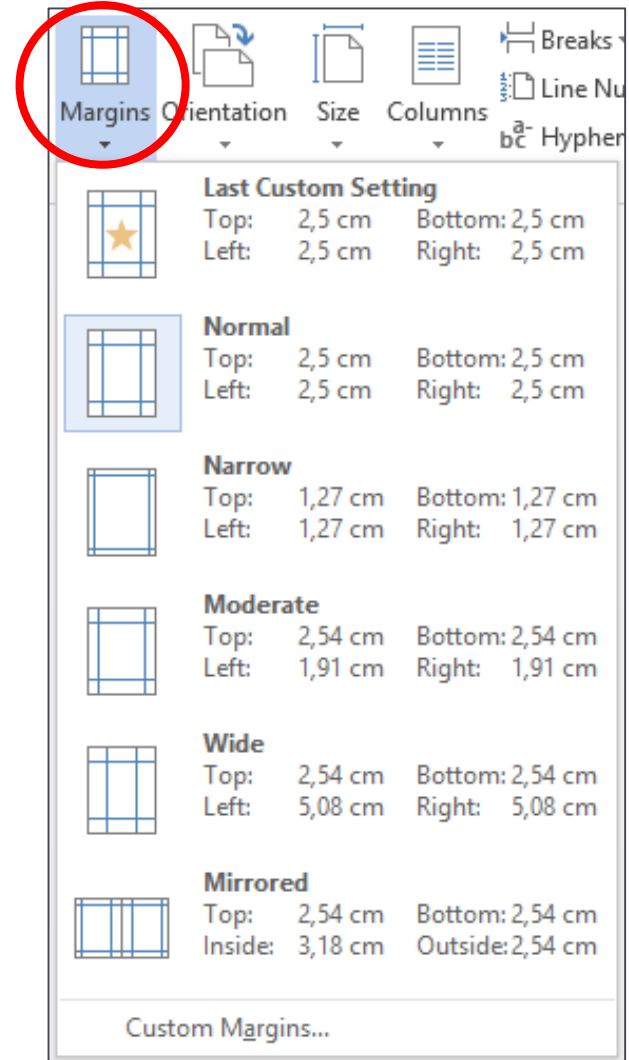 Breaks
Line Nu
Margins Orientation Size Columns
bc a- Hyphen
Last Custom Setting
Top: 2,5 cm Bottom: 2,5 cm
Left: 2,5 cm Right: 2,5 cm
Normal
Top: 2,5 cm Bottom: 2,5 cm
Left: 2,5 cm Right: 2,5 cm
Narrow
Top: 1,27 cm Bottom: 1,27 cm
Left: 1,27 cm Right: 1,27 cm
Moderate
Top: 2,54 cm Bottom: 2,54 cm
Left: 1,91 cm Right: 1,91 cm
Wide
Top: 2,54 cm Bottom: 2,54 cm
Left: 5,08 cm Right: 5,08 cm
Mirrored
Top: 2,54 cm Bottom: 2,54 cm
Inside: 3,18 cm Outside: 2,54 cm
Custom Margins...